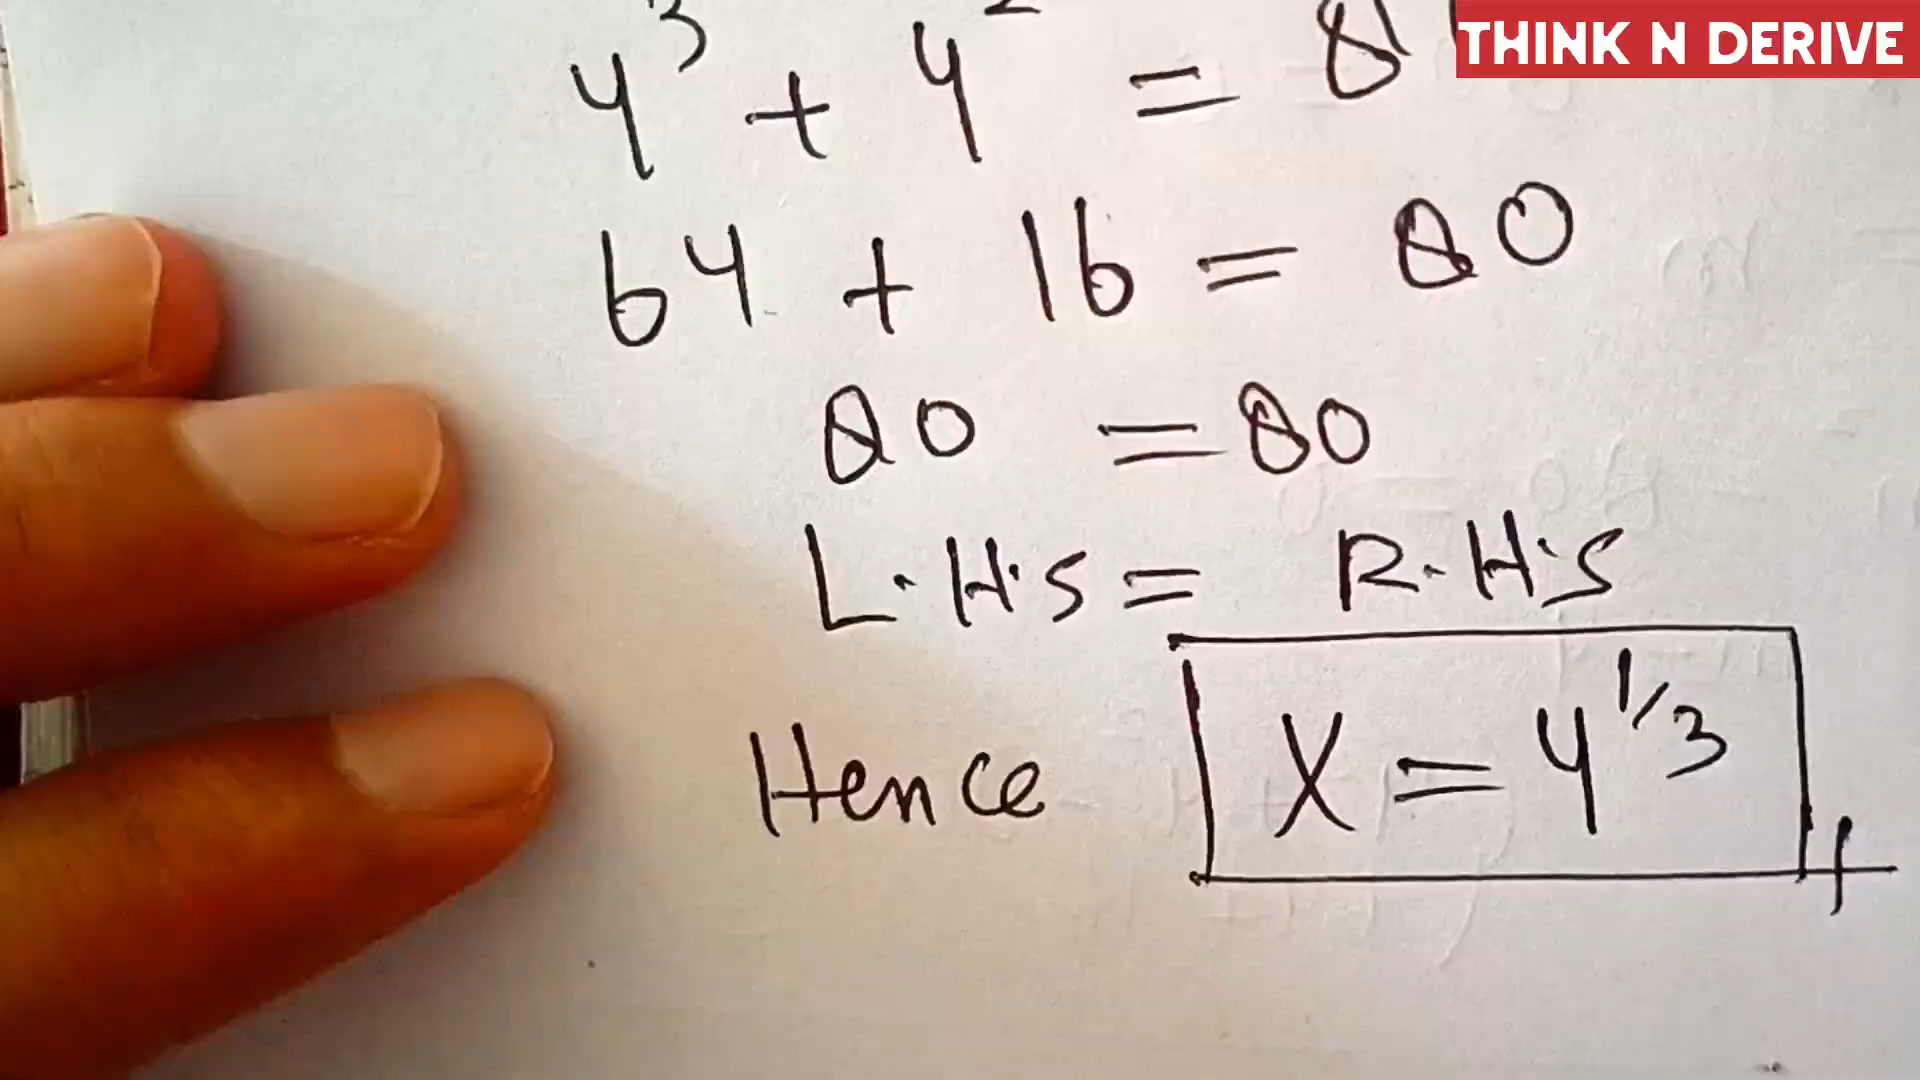 THINK N DERIVE
4³ + 4² = 8
64 + 16 = 80
80 = 80
L.H.S = R.H.S
Hence X = 4^1/3